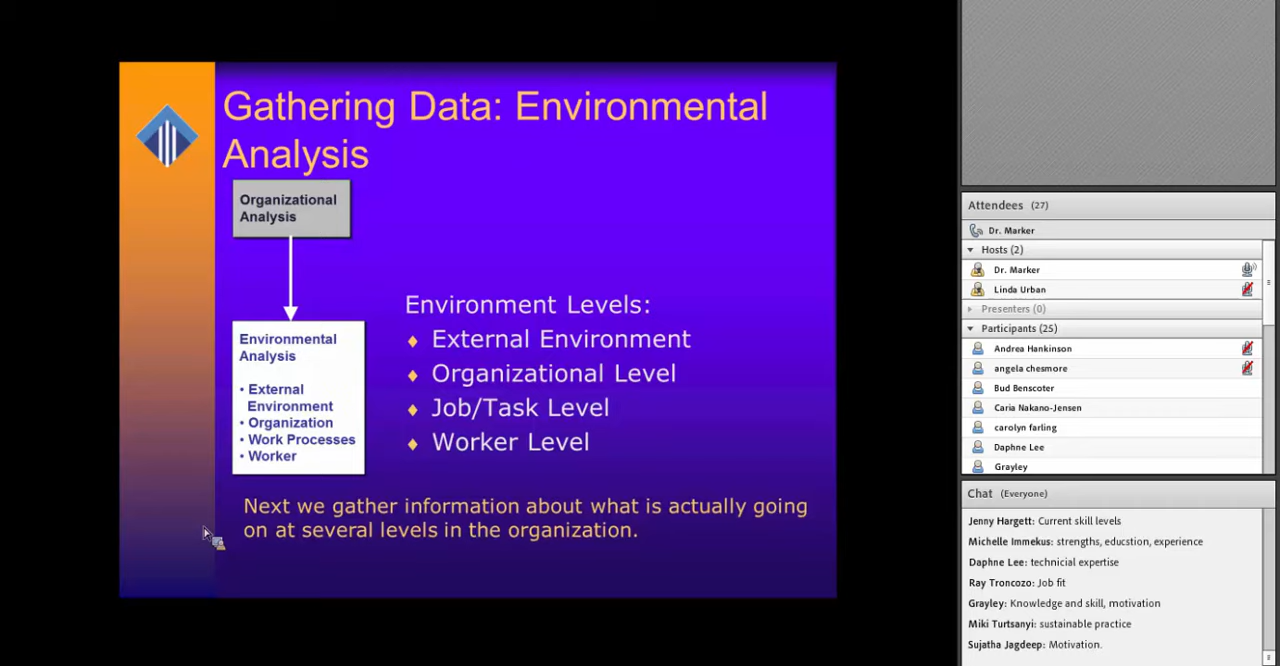 Gathering Data: Environmental
Analysis
Organizational
Analysis
Environmental
Analysis
• External
Environment
• Organization
• Work Processes
• Worker
Environment Levels:
♦ External Environment
♦ Organizational Level
♦ Job/Task Level
♦ Worker Level
Next we gather information about what is actually going
on at several levels in the organization.
Attendees (27)
Dr. Marker
Hosts (2)
Dr. Marker
Linda Urban
Presenters (0)
Participants (25)
Andrea Hankinson
angela chesmore
Bud Benscoter
Caria Nakano-Jensen
carolyn farling
Daphne Lee
Grayley
Chat (Everyone)
Jenny Hargett: Current skill levels
Michelle Immekus: strengths, educstion, experience
Daphne Lee: technicial expertise
Ray Troncozo: Job fit
Grayley: Knowledge and skill, motivation
Miki Turtsanyi: sustainable practice
Sujatha Jagdeep: Motivation.